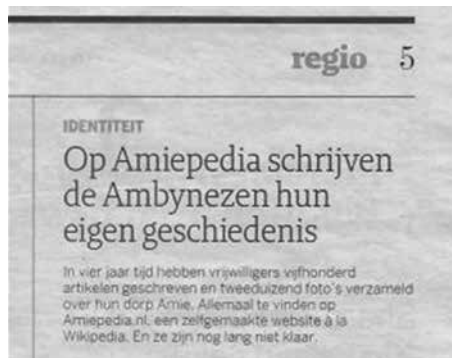 regio 5
IDENTITEIT
Op Amiepedia schrijven
de Ambynezen hun
eigen geschiedenis
In vier jaar tijd hebben vrijwilligers vijfhonderd
artikelen geschreven en tweeduizend foto's verzameld
over hun dorp Amie. Allemaal te vinden op
Amiepedia.nl, een zelfgemaakte website à la
Wikipedia. En ze zijn nog lang niet klaar.